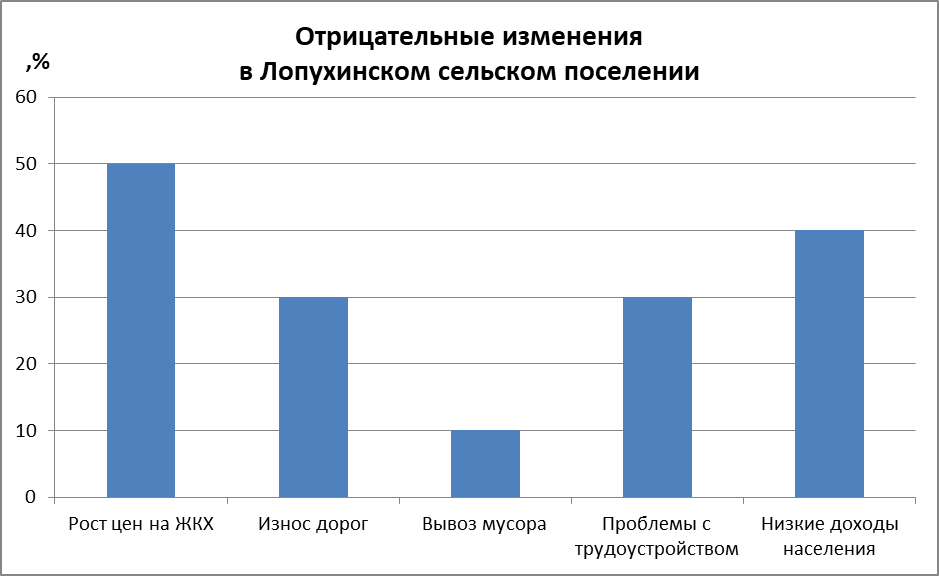 Отрицательные изменения
в Лопухинском сельском поселении
,%
60
50
40
30
20
10
0
Рост цен на ЖКХ
Износ дорог
Вывоз мусора
Проблемы с
трудоустройством
Низкие доходы
населения